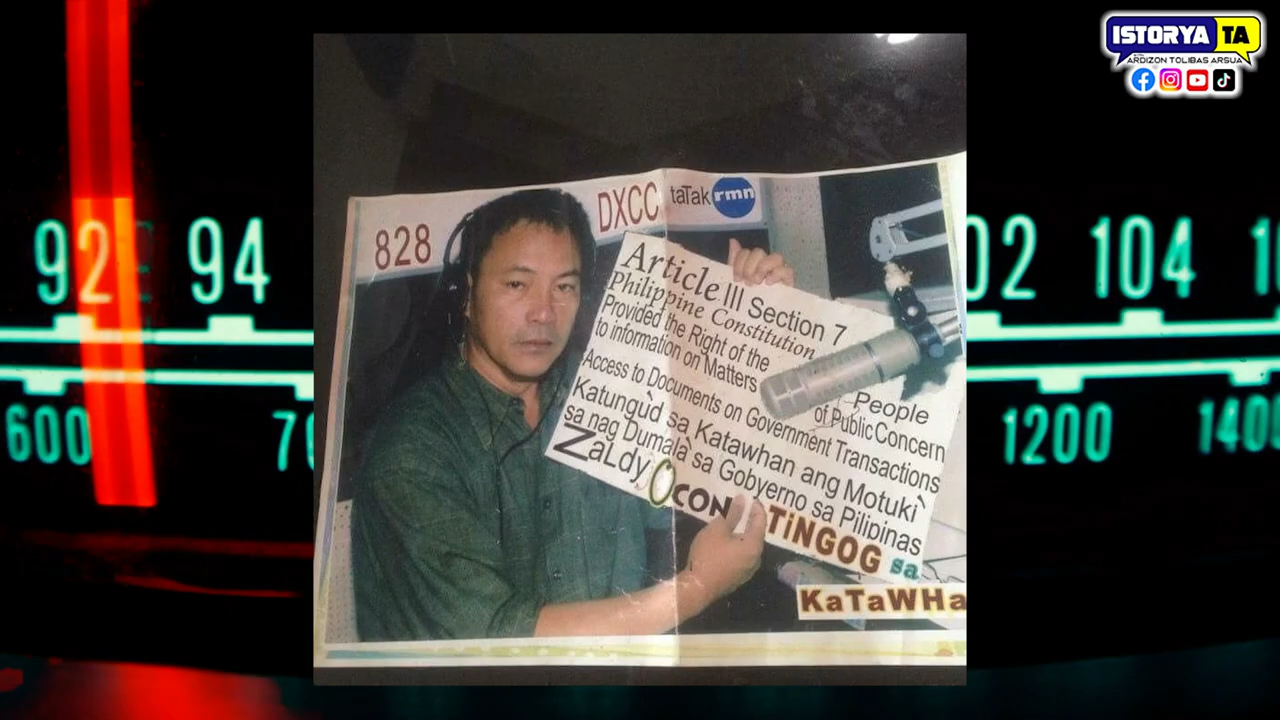 ISTORYA TA
ARDIZON TOLIBAS ARSUA
92 94
02 104
600
1200 1400
828 DXCC taTak rmn
Article III Section 7
Philippine Constitution
Provided the Right of the People
to information on Matters of Public Concern
Access to Documents on Government Transactions
Katungùd sa Katawhan ang Motukì
sa nag Dumalà sa Gobyerno sa Pilipinas
ZaLdy OcoN TiNGOG sa
KaTaWHa